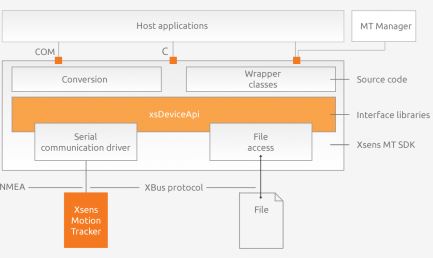 Host applications
MT Manager
COM
C
Conversion
Wrapper
classes
Source code
xsDeviceApi
Interface libraries
Serial
communication driver
File
access
Xsens MT SDK
NMEA
XBus protocol
Xsens
Motion
Tracker
File